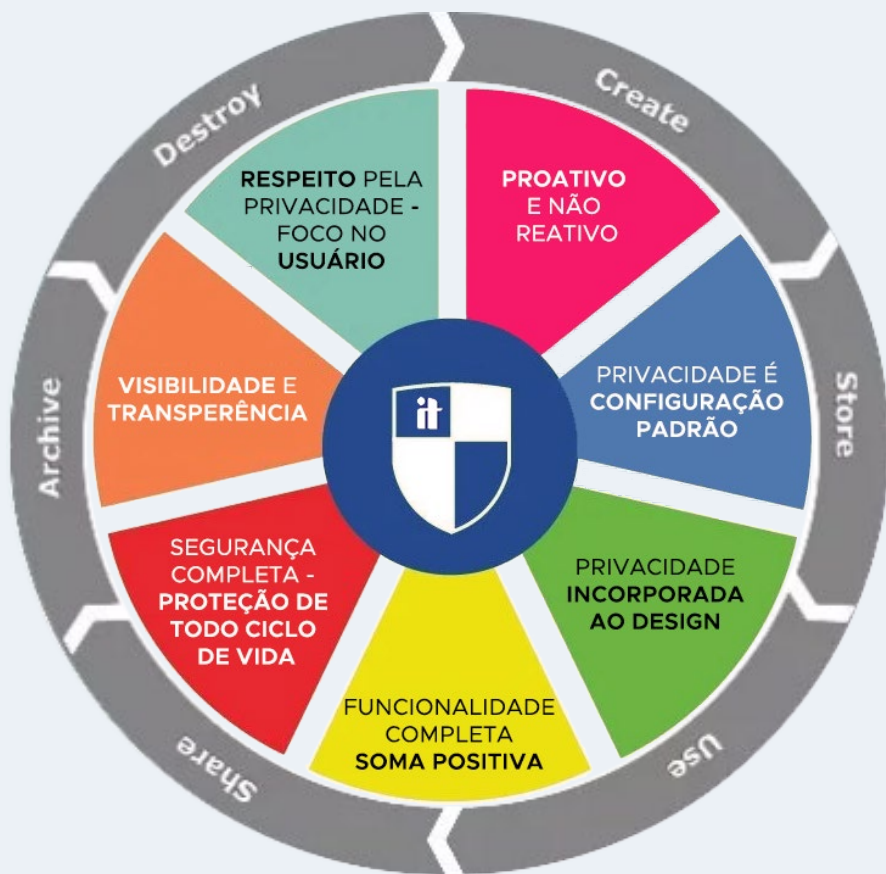 Create
Store
Use
Share
Archive
Destroy
PROATIVO
E NÃO
REATIVO
PRIVACIDADE É
CONFIGURAÇÃO
PADRÃO
PRIVACIDADE
INCORPORADA
AO DESIGN
FUNCIONALIDADE
COMPLETA
SOMA POSITIVA
SEGURANÇA
COMPLETA -
PROTEÇÃO DE
TODO CICLO
DE VIDA
VISIBILIDADE E
TRANSPERÊNCIA
RESPEITO PELA
PRIVACIDADE -
FOCO NO
USUÁRIO
it